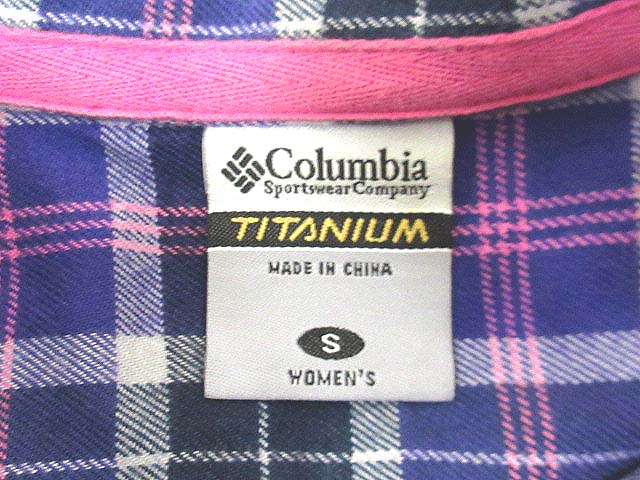 Columbia
SportswearCompany
TITANIUM
MADE IN CHINA
S
WOMEN'S